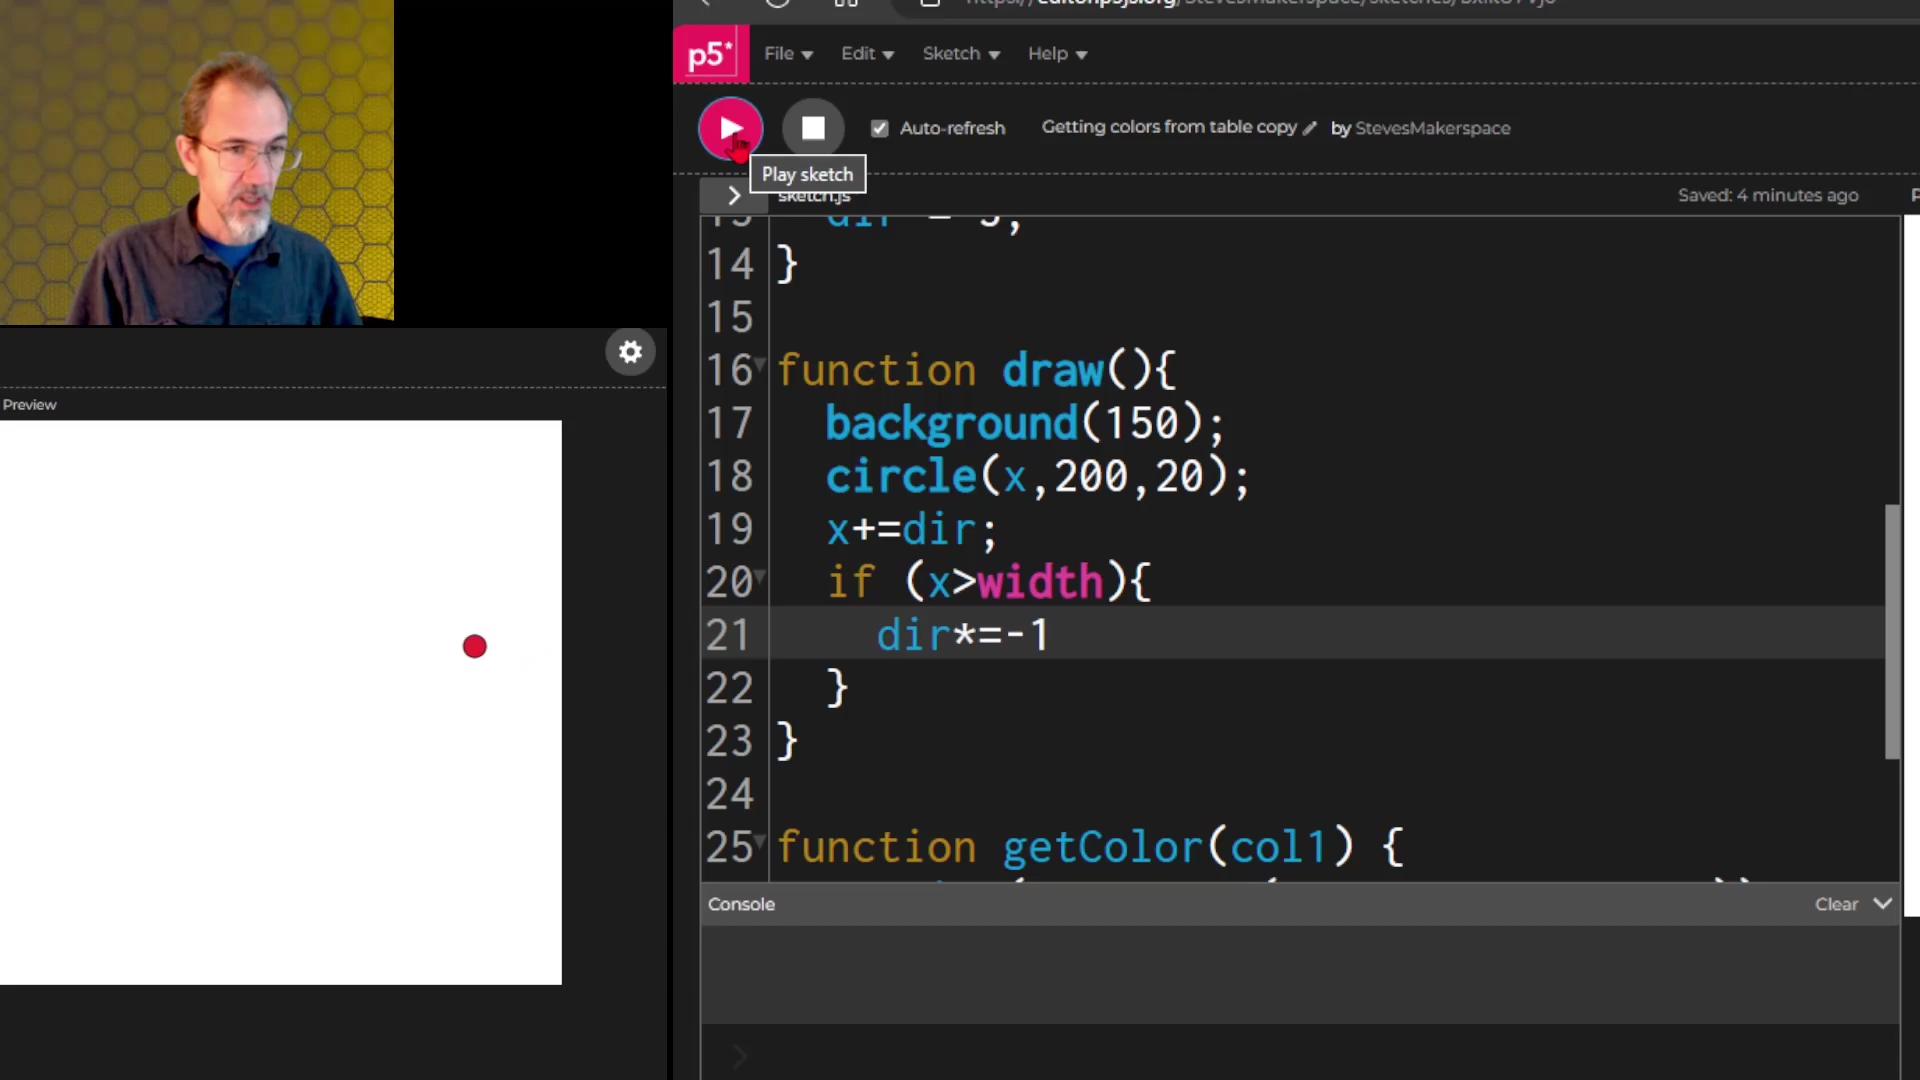 p5* File Edit Sketch Help
Auto-refresh Getting colors from table copy by StevesMakerspace
Play sketch
sketch.js Saved: 4 minutes ago
14 }
15
16 function draw(){
17 background(150);
18 circle(x,200,20);
19 x+=dir;
20 if (x>width){
21 dir*=-1
22 }
23 }
24
25 function getColor(col1) {
Console Clear
Preview